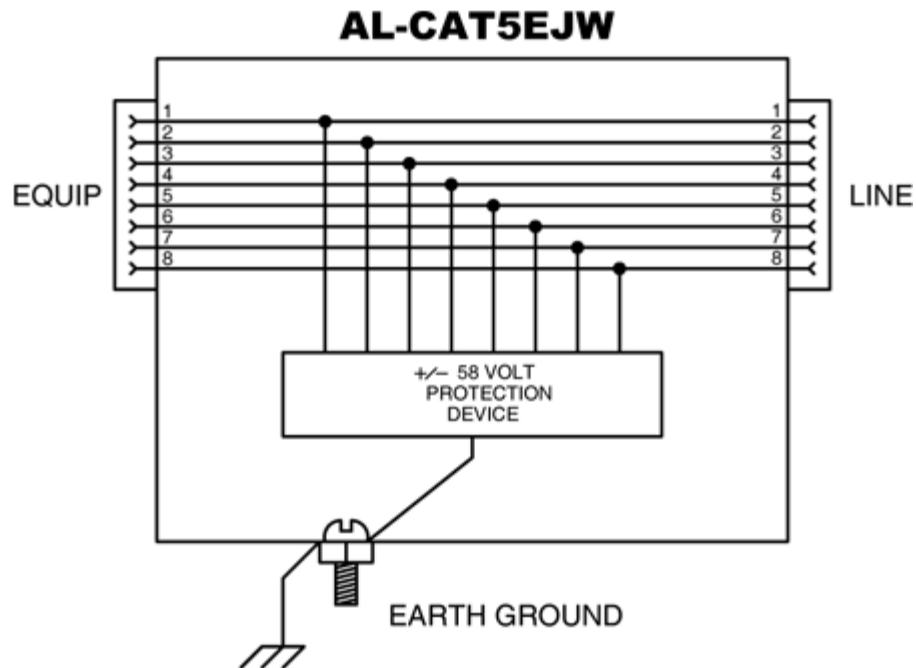 AL-CAT5EJW
1 1
2 2
3 3
EQUIP 4 4 LINE
5 5
6 6
7 7
8 8
+/− 58 VOLT
PROTECTION
DEVICE
EARTH GROUND